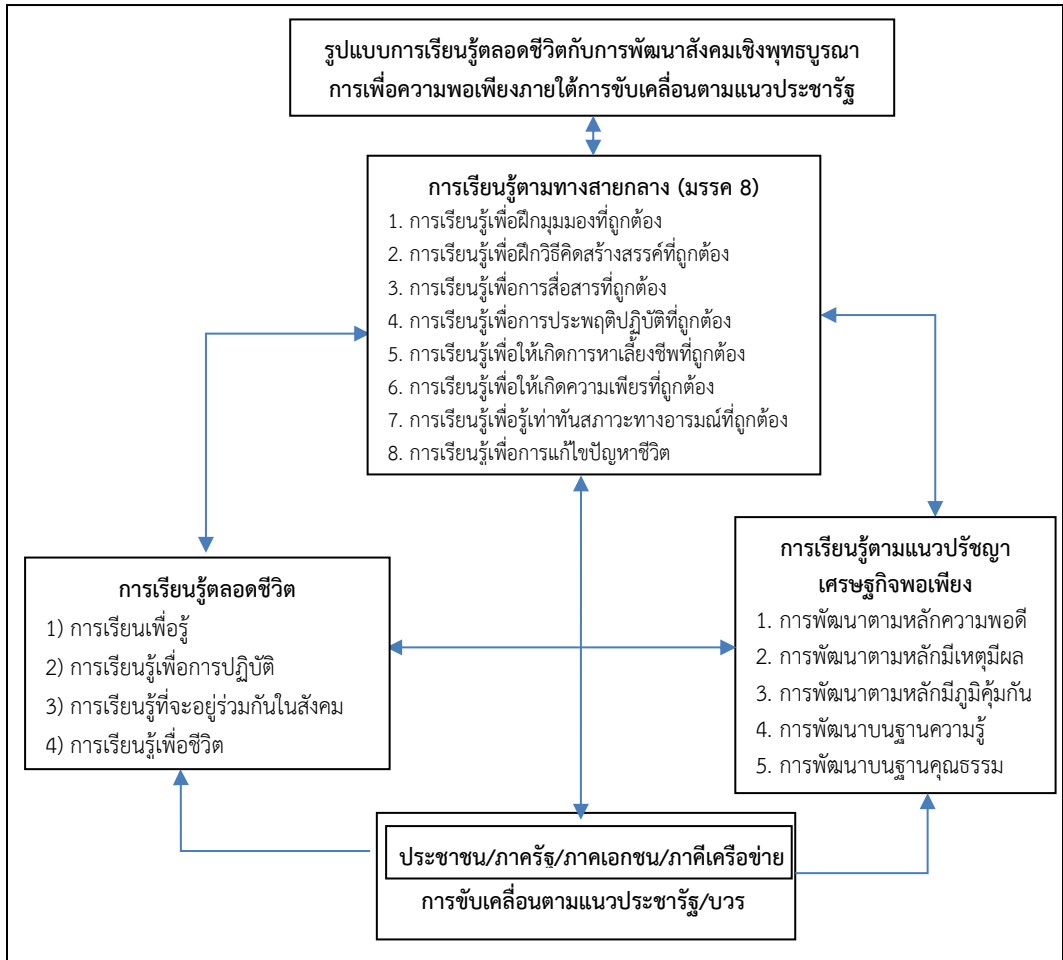 รูปแบบการเรียนรู้ตลอดชีวิตกับการพัฒนาสังคมเชิงพุทธบูรณา
การเพื่อความพอเพียงภายใต้การขับเคลื่อนตามแนวประชารัฐ
การเรียนรู้ตามทางสายกลาง (มรรค 8)
1. การเรียนรู้เพื่อฝึกมุมมองที่ถูกต้อง
2. การเรียนรู้เพื่อฝึกวิธีคิดสร้างสรรค์ที่ถูกต้อง
3. การเรียนรู้เพื่อการสื่อสารที่ถูกต้อง
4. การเรียนรู้เพื่อการประพฤติปฏิบัติที่ถูกต้อง
5. การเรียนรู้เพื่อให้เกิดการหาเลี้ยงชีพที่ถูกต้อง
6. การเรียนรู้เพื่อให้เกิดความเพียรที่ถูกต้อง
7. การเรียนรู้เพื่อรู้เท่าทันสภาวะทางอารมณ์ที่ถูกต้อง
8. การเรียนรู้เพื่อการแก้ไขปัญหาชีวิต
การเรียนรู้ตลอดชีวิต
1) การเรียนเพื่อรู้
2) การเรียนรู้เพื่อการปฏิบัติ
3) การเรียนรู้ที่จะอยู่ร่วมกันในสังคม
4) การเรียนรู้เพื่อชีวิต
การเรียนรู้ตามแนวปรัชญา
เศรษฐกิจพอเพียง
1. การพัฒนาตามหลักความพอดี
2. การพัฒนาตามหลักมีเหตุมีผล
3. การพัฒนาตามหลักมีภูมิคุ้มกัน
4. การพัฒนาบนฐานความรู้
5. การพัฒนาบนฐานคุณธรรม
ประชาชน/ภาครัฐ/ภาคเอกชน/ภาคีเครือข่าย
การขับเคลื่อนตามแนวประชารัฐ/บวร